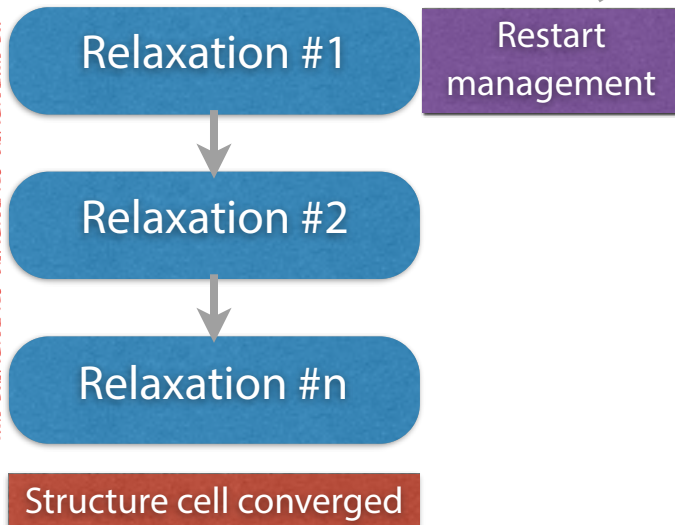 Relaxation #1
Restart
management
Relaxation #2
Relaxation #n
Structure cell converged